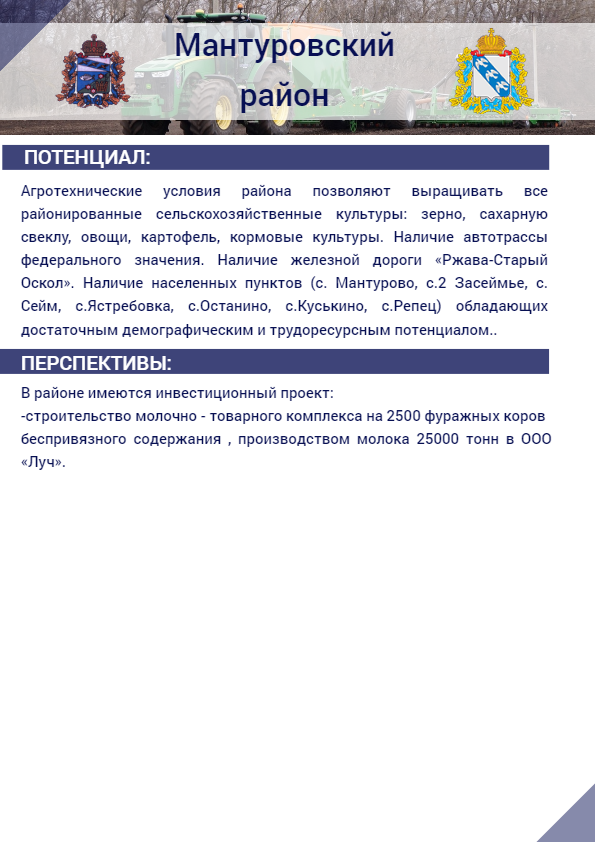 Мантуровский
район
ПОТЕНЦИАЛ:
Агротехнические условия района позволяют выращивать все
районированные сельскохозяйственные культуры: зерно, сахарную
свеклу, овощи, картофель, кормовые культуры. Наличие автотрассы
федерального значения. Наличие железной дороги «Ржава-Старый
Оскол». Наличие населенных пунктов (с. Мантурово, с.2 Засеймье, с.
Сейм, с.Ястребовка, с.Останино, с.Куськино, с.Репец) обладающих
достаточным демографическим и трудоресурсным потенциалом..
ПЕРСПЕКТИВЫ:
В районе имеются инвестиционный проект:
-строительство молочно - товарного комплекса на 2500 фуражных коров
беспривязного содержания , производством молока 25000 тонн в ООО
«Луч».